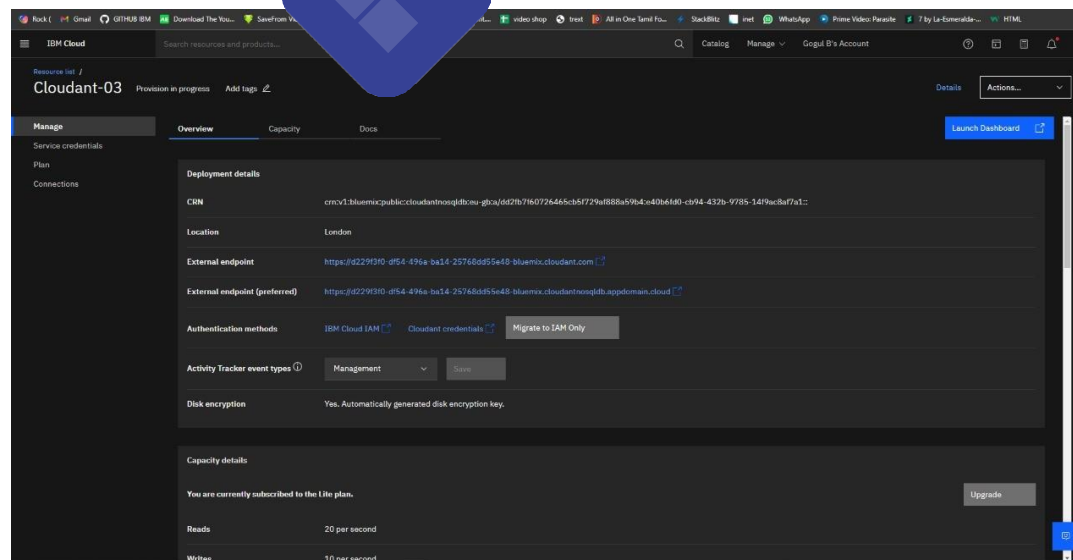 Rock ( Gmail GITHUB IBM Download The You... SaveFrom video shop trext All in One Tamil Fo... StackBlitz inet WhatsApp Prime Video: Parasite 7 by La-Esmeralda-... HTML
IBM Cloud Search resources and products... Catalog Manage Gogul B's Account
Resource list /
Cloudant-03 Provision in progress Add tags Details Actions...
Manage Overview Capacity Docs Launch Dashboard
Service credentials
Plan
Connections
Deployment details
CRN crn:v1:bluemix:public:cloudantnosqldb:eu-gb:a/dd2fb7f60726465cb5f729af888a59b4:e40b6fd0-cb94-432b-9785-14f9ac8af7a1::
Location London
External endpoint https://d229f3f0-df54-496a-ba14-25768dd55e48-bluemix.cloudant.com
External endpoint (preferred) https://d229f3f0-df54-496a-ba14-25768dd55e48-bluemix.cloudantnosqldb.appdomain.cloud
Authentication methods IBM Cloud IAM Cloudant credentials Migrate to IAM Only
Activity Tracker event types Management Save
Disk encryption Yes. Automatically generated disk encryption key.
Capacity details
You are currently subscribed to the Lite plan. Upgrade
Reads 20 per second
Writes 10 per second